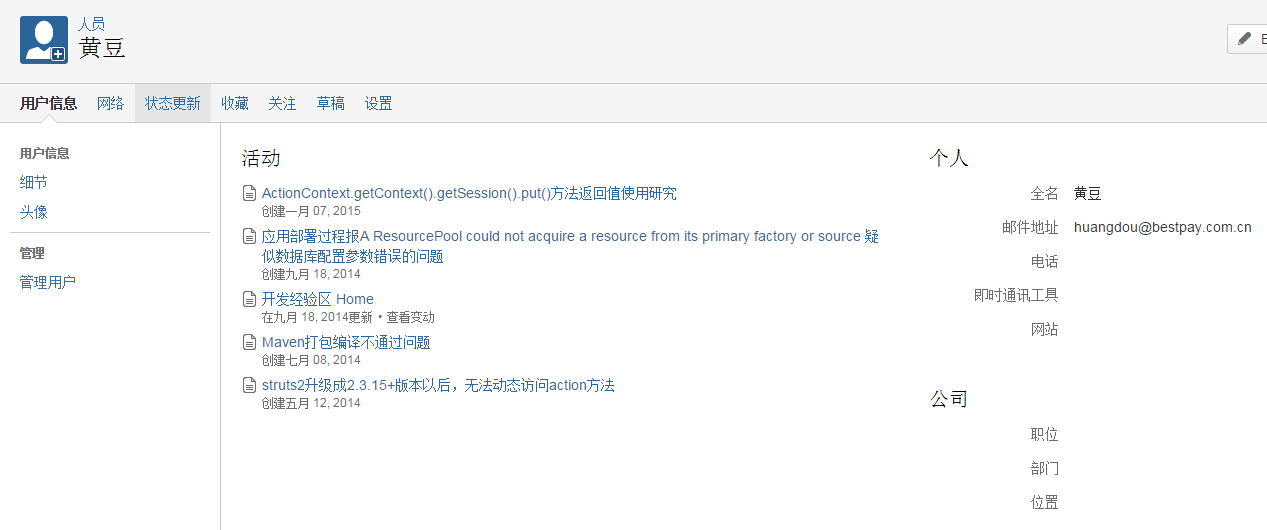 人员
黄豆
E
用户信息 网络 状态更新 收藏 关注 草稿 设置
用户信息
细节
头像
管理
管理用户
活动
ActionContext.getContext().getSession().put()方法返回值使用研究
创建一月 07, 2015
应用部署过程报A ResourcePool could not acquire a resource from its primary factory or source 疑
似数据库配置参数错误的问题
创建九月 18, 2014
开发经验区 Home
在九月 18, 2014更新 • 查看变动
Maven打包编译不通过问题
创建七月 08, 2014
struts2升级成2.3.15+版本以后，无法动态访问action方法
创建五月 12, 2014
个人
全名 黄豆
邮件地址 huangdou@bestpay.com.cn
电话
即时通讯工具
网站
公司
职位
部门
位置